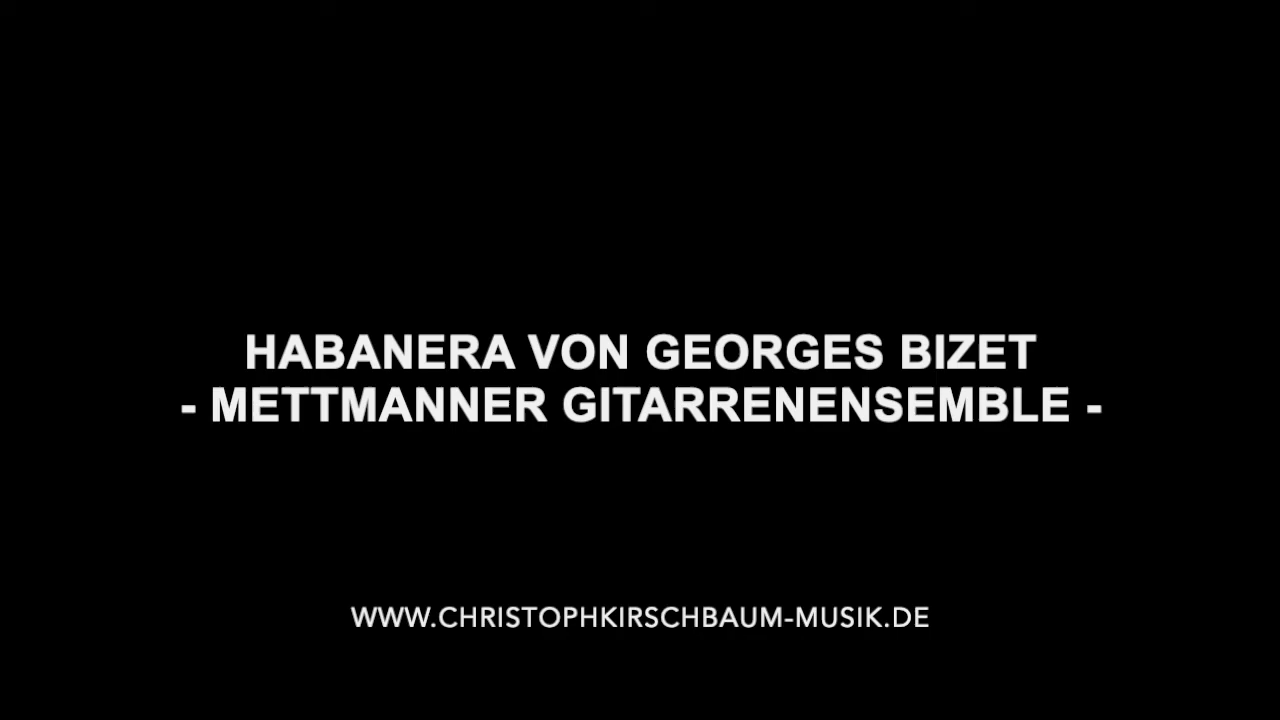 HABANERA VON GEORGES BIZET
- METTMANNER GITARRENENSEMBLE -
WWW.CHRISTOPHKIRSCHBAUM-MUSIK.DE